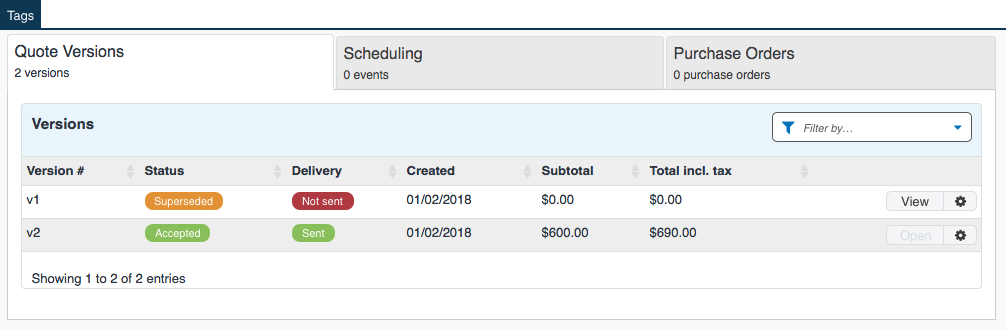 Tags
Quote Versions
2 versions
Scheduling
0 events
Purchase Orders
0 purchase orders
Versions
Filter by...
Version # Status Delivery Created Subtotal Total incl. tax
v1 Superseded Not sent 01/02/2018 $0.00 $0.00 View
v2 Accepted Sent 01/02/2018 $600.00 $690.00 Open
Showing 1 to 2 of 2 entries